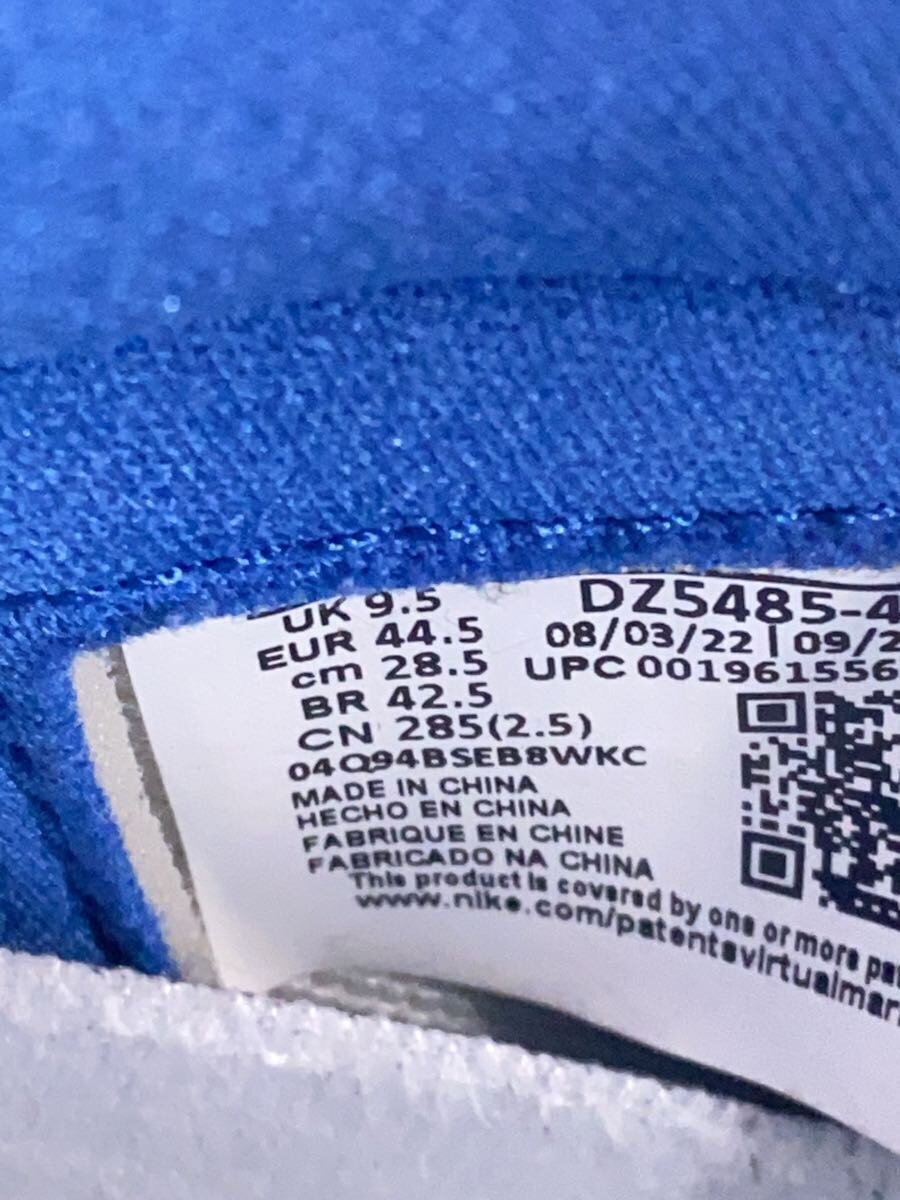 UK 9.5
EUR 44.5
cm 28.5
BR 42.5
CN 285(2.5)
04Q94BSEB8WKC
MADE IN CHINA
HECHO EN CHINA
FABRIQUE EN CHINE
FABRICADO NA CHINA
This product is covered by one or more pa
www.nike.com/patentsvirtualmar
DZ5485-4
08/03/22 | 09/2
UPC 0019615556